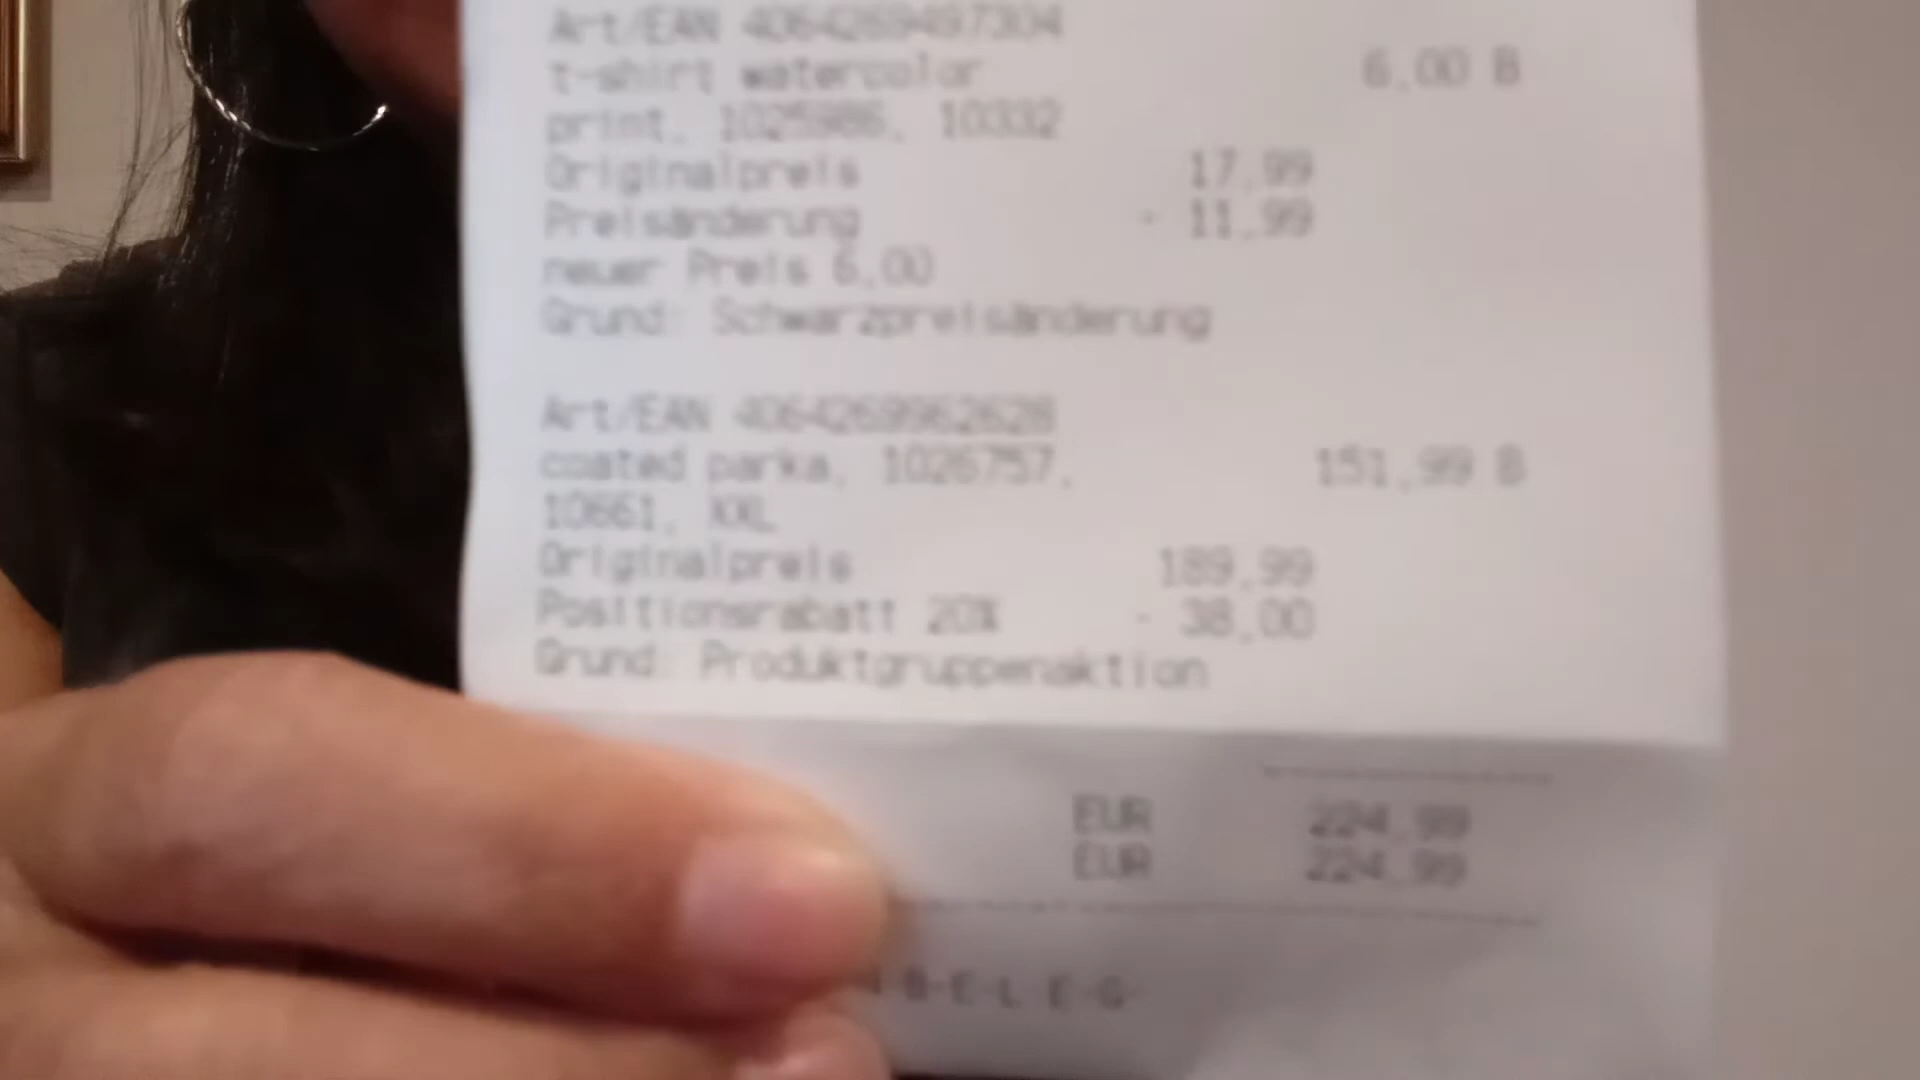 Art/EAN 4064269497304
t-shirt watercolor 6,00 B
print, 1025986, 10332
Originalpreis 17,99
Preisänderung - 11,99
neuer Preis 6,00
Grund: Schwarzpreisänderung
Art/EAN 4064269962628
coated parka, 1026757, 151,99 B
10661, XXL
Originalpreis 189,99
Positionsrabatt 20% - 38,00
Grund: Produktgruppenaktion
EUR 224,99
EUR 224,99
B-E-L-E-G